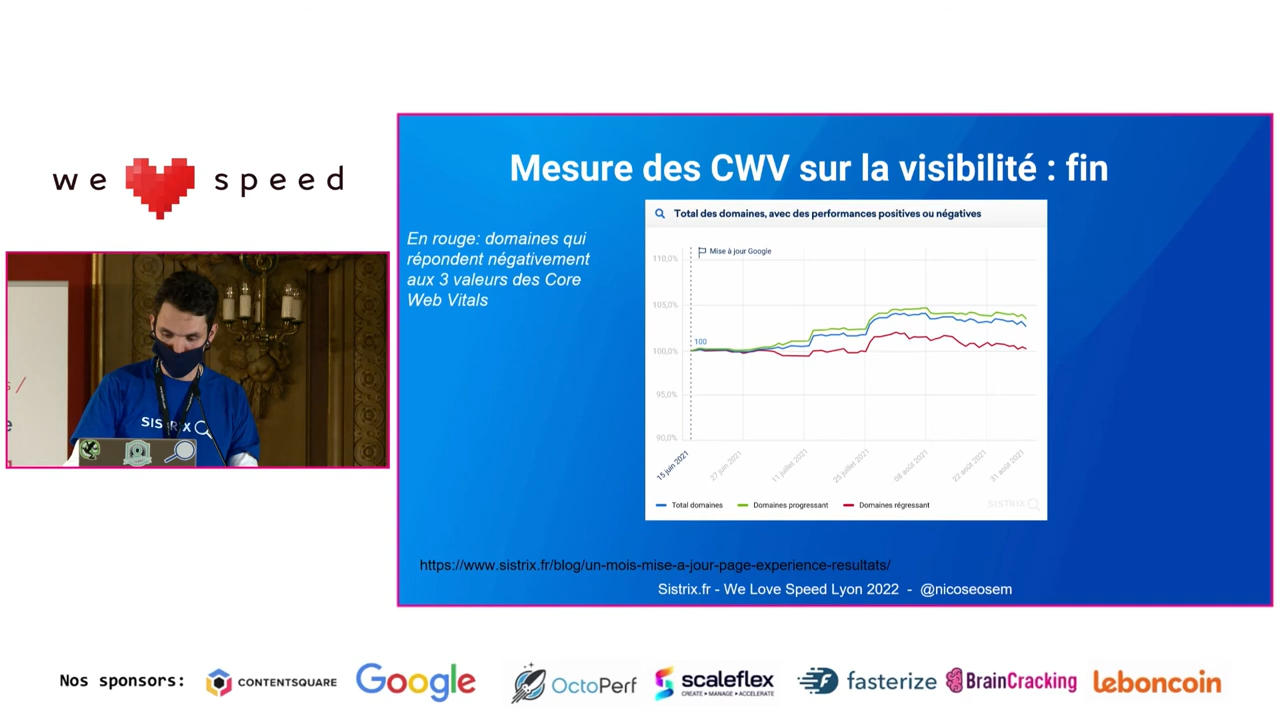 we speed
Mesure des CWV sur la visibilité : fin
En rouge: domaines qui
répondent négativement
aux 3 valeurs des Core
Web Vitals
Total des domaines, avec des performances positives ou négatives
Mise à jour Google
110,0%
105,0%
100
100,0%
95,0%
90,0%
15 juin 2021
27 juin 2021
11 juillet 2021
25 juillet 2021
08 août 2021
22 août 2021
31 août 2021
Total domaines
Domaines progressant
Domaines régressant
SISTRIX
https://www.sistrix.fr/blog/un-mois-mise-a-jour-page-experience-resultats/
Sistrix.fr - We Love Speed Lyon 2022 - @nicoseosem
SISTRIX
Nos sponsors:
CONTENTSQUARE
Google
OctoPerf
scaleflex
CREATE • MANAGE • ACCELERATE
fasterize
BrainCracking
leboncoin